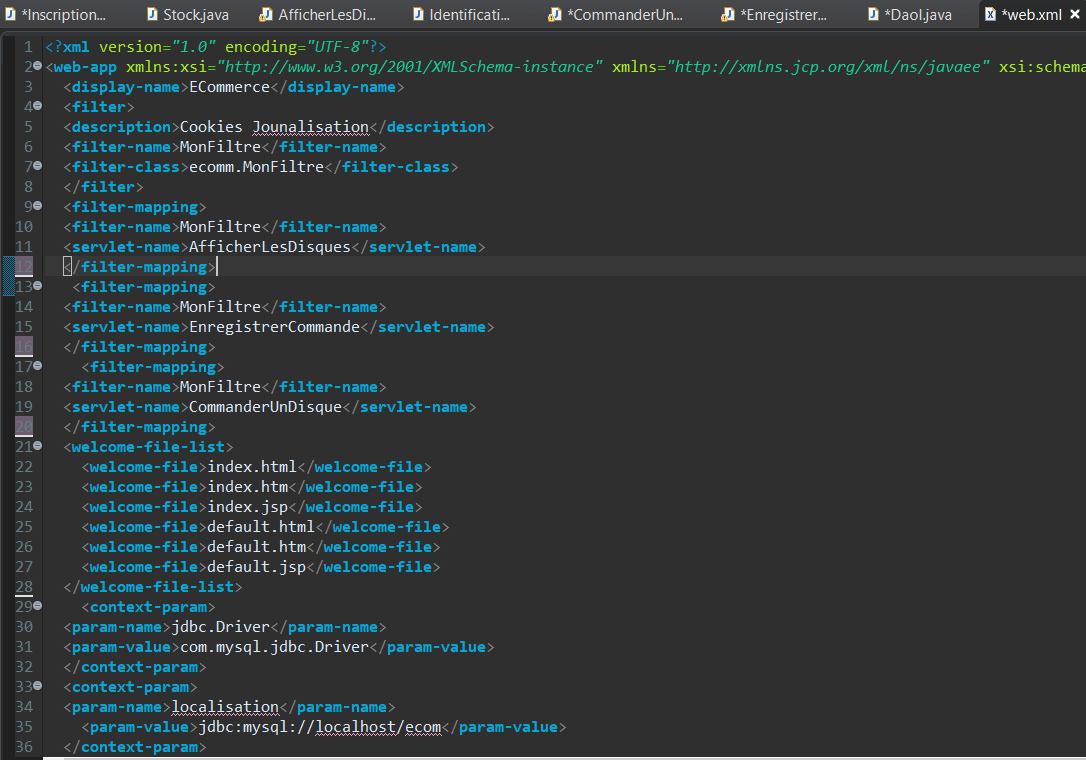 *Inscription... Stock.java AfficherLesDi... Identificati... *CommanderUn... *Enregistrer... *DaoI.java *web.xml
1 <?xml version="1.0" encoding="UTF-8"?>
2 <web-app xmlns:xsi="http://www.w3.org/2001/XMLSchema-instance" xmlns="http://xmlns.jcp.org/xml/ns/javaee" xsi:schema
3 <display-name>ECommerce</display-name>
4 <filter>
5 <description>Cookies Jounalisation</description>
6 <filter-name>MonFiltre</filter-name>
7 <filter-class>ecomm.MonFiltre</filter-class>
8 </filter>
9 <filter-mapping>
10 <filter-name>MonFiltre</filter-name>
11 <servlet-name>AfficherLesDisques</servlet-name>
12 </filter-mapping>
13 <filter-mapping>
14 <filter-name>MonFiltre</filter-name>
15 <servlet-name>EnregistrerCommande</servlet-name>
16 </filter-mapping>
17 <filter-mapping>
18 <filter-name>MonFiltre</filter-name>
19 <servlet-name>CommanderUnDisque</servlet-name>
20 </filter-mapping>
21 <welcome-file-list>
22 <welcome-file>index.html</welcome-file>
23 <welcome-file>index.htm</welcome-file>
24 <welcome-file>index.jsp</welcome-file>
25 <welcome-file>default.html</welcome-file>
26 <welcome-file>default.htm</welcome-file>
27 <welcome-file>default.jsp</welcome-file>
28 </welcome-file-list>
29 <context-param>
30 <param-name>jdbc.Driver</param-name>
31 <param-value>com.mysql.jdbc.Driver</param-value>
32 </context-param>
33 <context-param>
34 <param-name>localisation</param-name>
35 <param-value>jdbc:mysql://localhost/ecom</param-value>
36 </context-param>